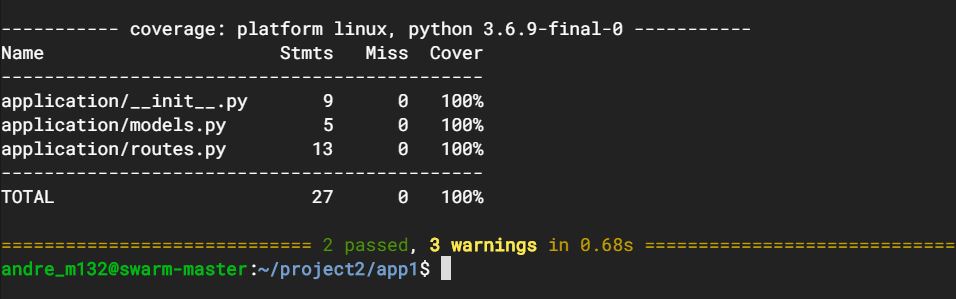 ----------- coverage: platform linux, python 3.6.9-final-0 -----------
Name                      Stmts   Miss  Cover
---------------------------------------------
application/__init__.py       9      0   100%
application/models.py         5      0   100%
application/routes.py        13      0   100%
---------------------------------------------
TOTAL                        27      0   100%
============================= 2 passed, 3 warnings in 0.68s =============================
andre_m132@swarm-master:~/project2/app1$